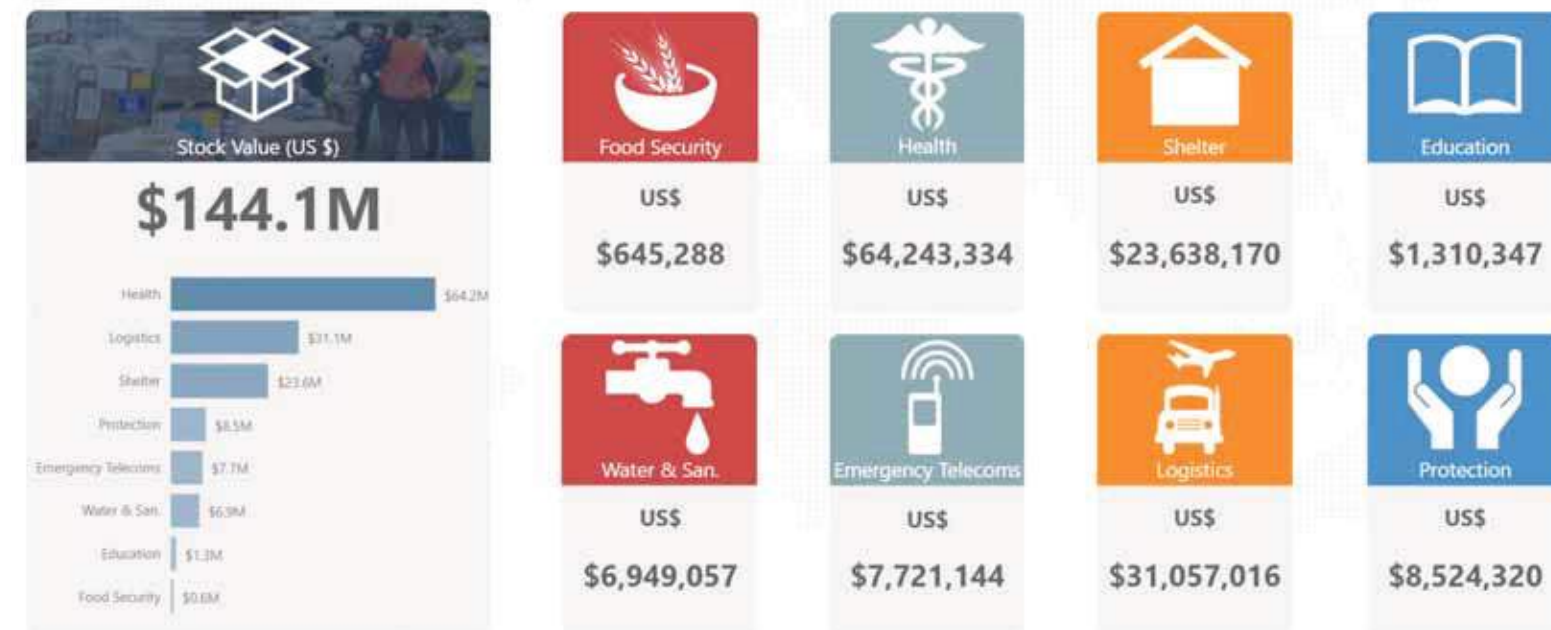 Stock Value (US $)
$144.1M
Health $64.2M
Logistics $31.1M
Shelter $23.6M
Protection $8.5M
Emergency Telecoms $7.7M
Water & San. $6.9M
Education $1.3M
Food Security $0.6M
Food Security
US$
$645,288
Health
US$
$64,243,334
Shelter
US$
$23,638,170
Education
US$
$1,310,347
Water & San.
US$
$6,949,057
Emergency Telecoms
US$
$7,721,144
Logistics
US$
$31,057,016
Protection
US$
$8,524,320